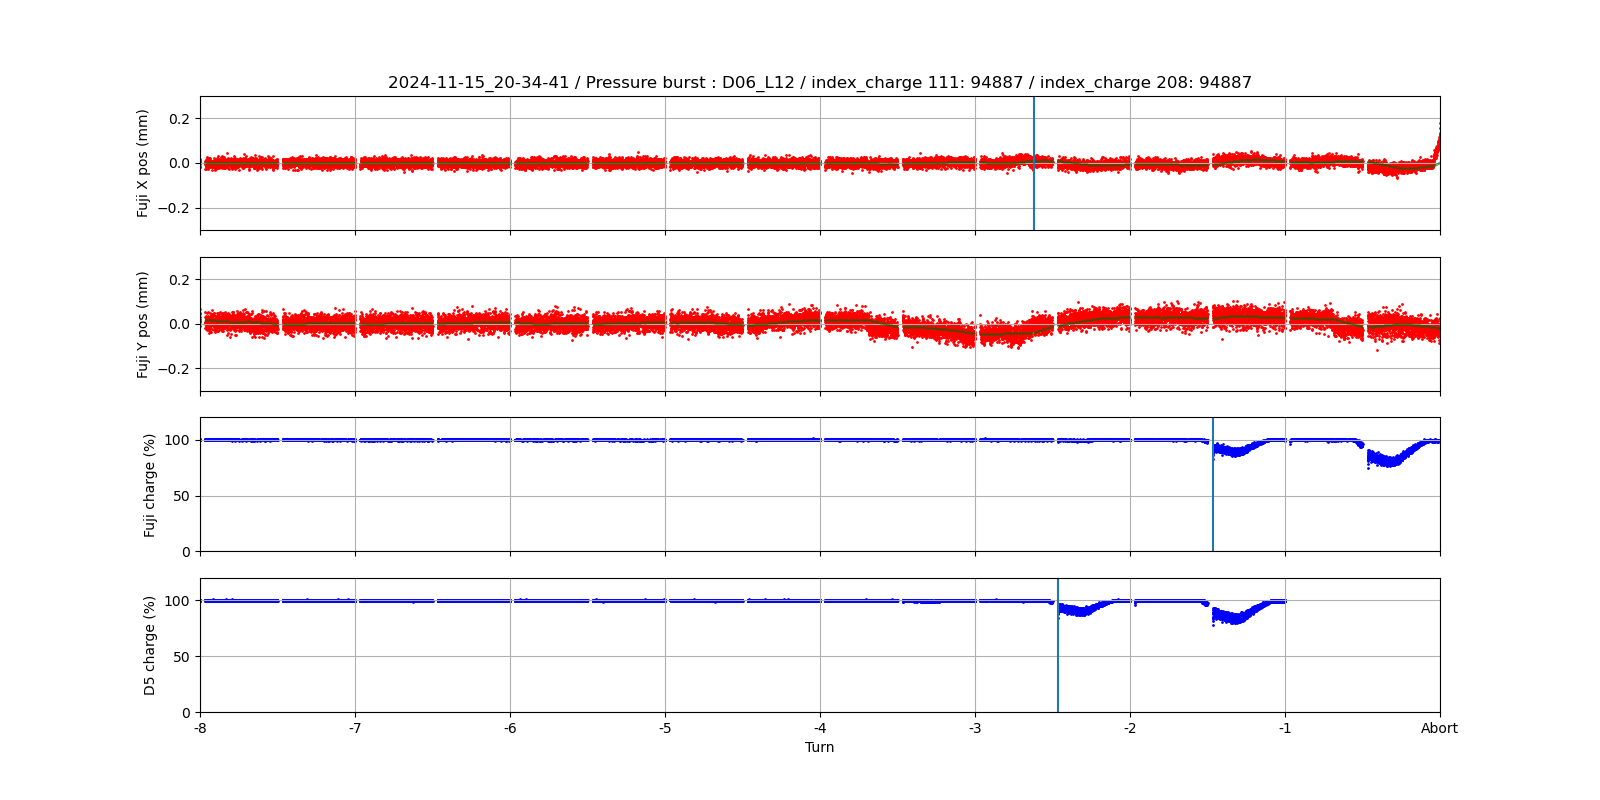 2024-11-15_20-34-41 / Pressure burst : D06_L12 / index_charge 111: 94887 / index_charge 208: 94887
Fuji X pos (mm)
0.2
0.0
−0.2
Fuji Y pos (mm)
0.2
0.0
−0.2
Fuji charge (%)
100
50
0
D5 charge (%)
100
50
0
-8 -7 -6 -5 -4 -3 -2 -1 Abort
Turn